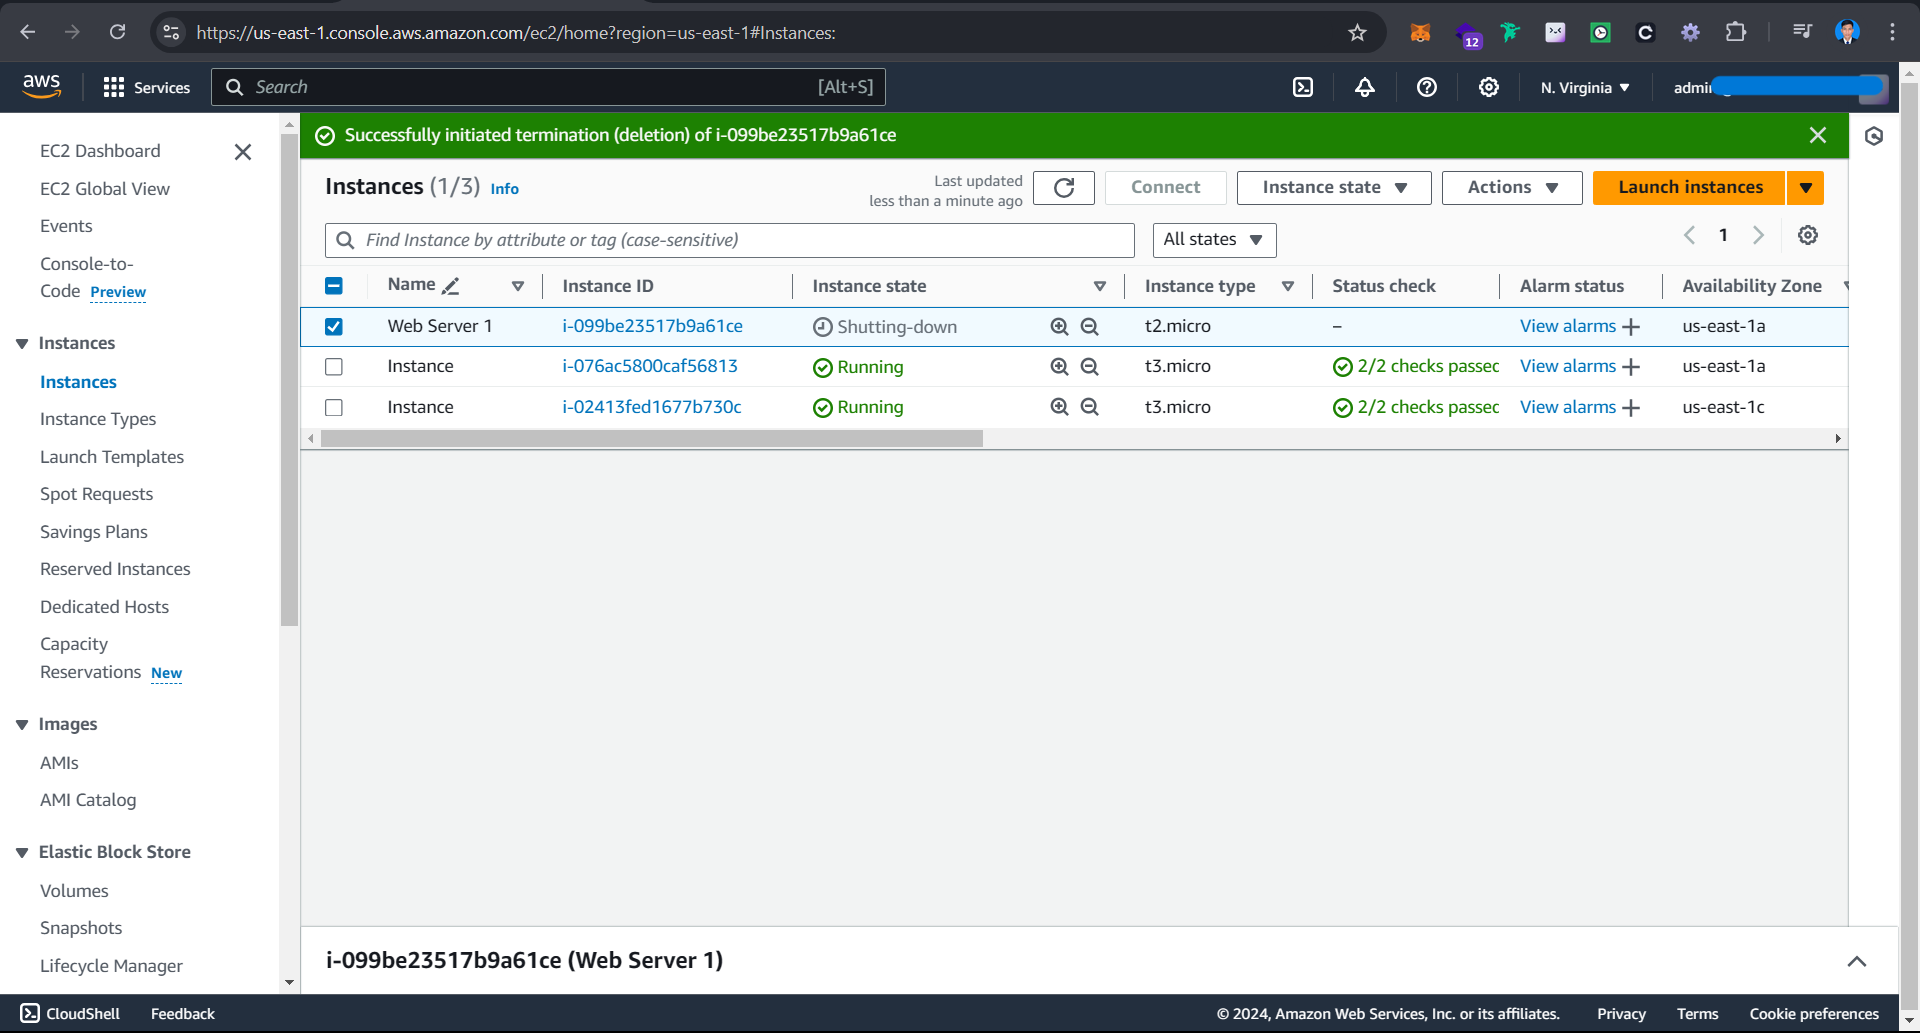 https://us-east-1.console.aws.amazon.com/ec2/home?region=us-east-1#Instances:
12
aws
Services
Search
[Alt+S]
N. Virginia
admin
EC2 Dashboard
EC2 Global View
Events
Console-to-
Code Preview
Instances
Instances
Instance Types
Launch Templates
Spot Requests
Savings Plans
Reserved Instances
Dedicated Hosts
Capacity
Reservations New
Images
AMIs
AMI Catalog
Elastic Block Store
Volumes
Snapshots
Lifecycle Manager
Successfully initiated termination (deletion) of i-099be23517b9a61ce
Instances (1/3) Info
Last updated
less than a minute ago
Connect
Instance state
Actions
Launch instances
Find Instance by attribute or tag (case-sensitive)
All states
1
Name Instance ID Instance state Instance type Status check Alarm status Availability Zone
Web Server 1 i-099be23517b9a61ce Shutting-down t2.micro – View alarms + us-east-1a
Instance i-076ac5800caf56813 Running t3.micro 2/2 checks passec View alarms + us-east-1a
Instance i-02413fed1677b730c Running t3.micro 2/2 checks passec View alarms + us-east-1c
i-099be23517b9a61ce (Web Server 1)
CloudShell
Feedback
© 2024, Amazon Web Services, Inc. or its affiliates.
Privacy
Terms
Cookie preferences